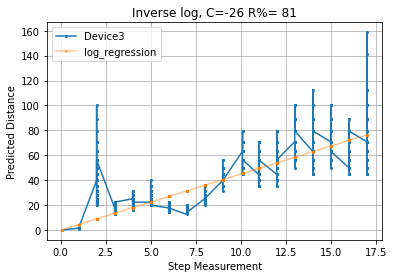 Inverse log, C=-26 R%= 81
Device3
log_regression
Predicted Distance
160
140
120
100
80
60
40
20
0
0.0 2.5 5.0 7.5 10.0 12.5 15.0 17.5
Step Measurement